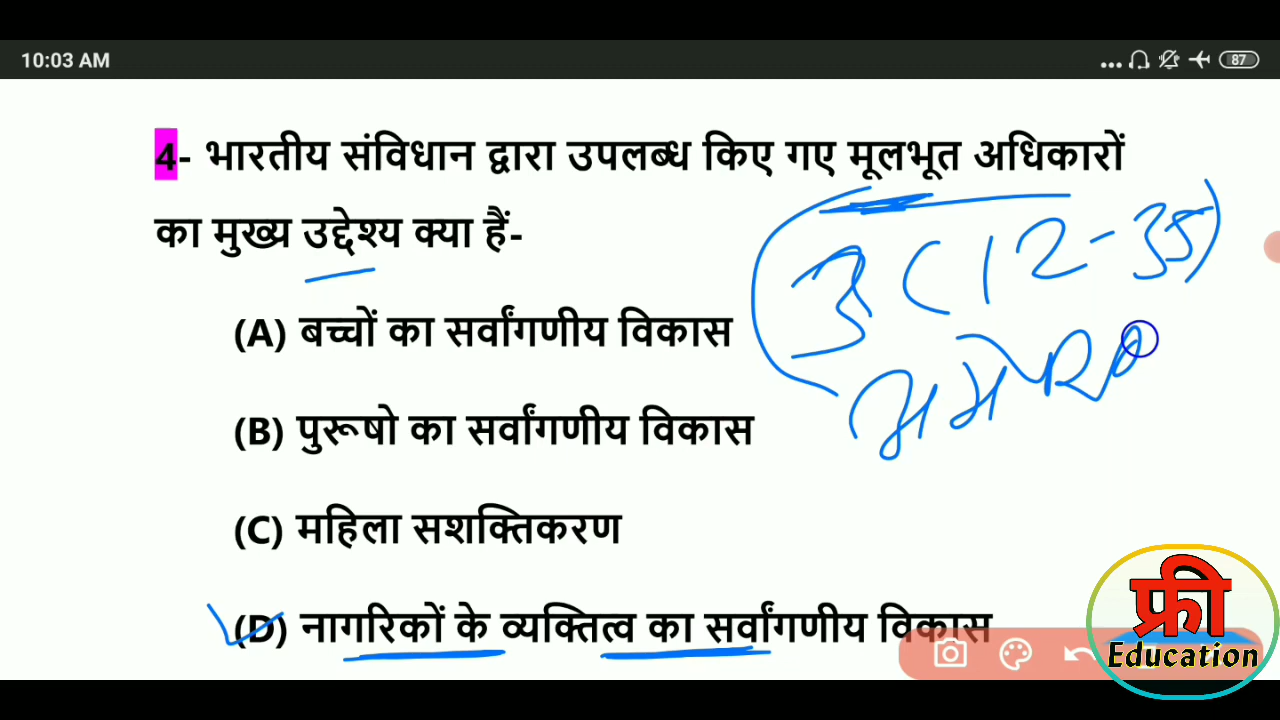 10:03 AM
87
4- भारतीय संविधान द्वारा उपलब्ध किए गए मूलभूत अधिकारों
का मुख्य उद्देश्य क्या हैं-
3 (12-35)
(A) बच्चों का सर्वांगणीय विकास
(B) पुरूषो का सर्वांगणीय विकास
(C) महिला सशक्तिकरण
(D) नागरिकों के व्यक्तित्व का सर्वांगणीय विकास
फ्री
Education